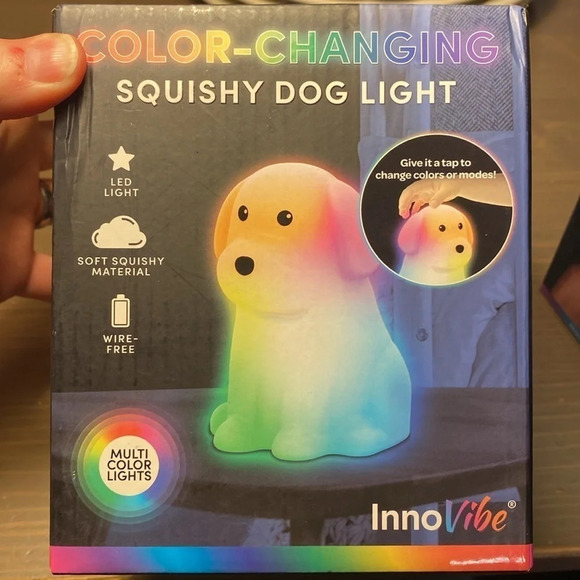 COLOR-CHANGING
SQUISHY DOG LIGHT
LED
LIGHT
SOFT SQUISHY
MATERIAL
WIRE-
FREE
Give it a tap to
change colors or modes!
MULTI
COLOR
LIGHTS
InnoVibe®